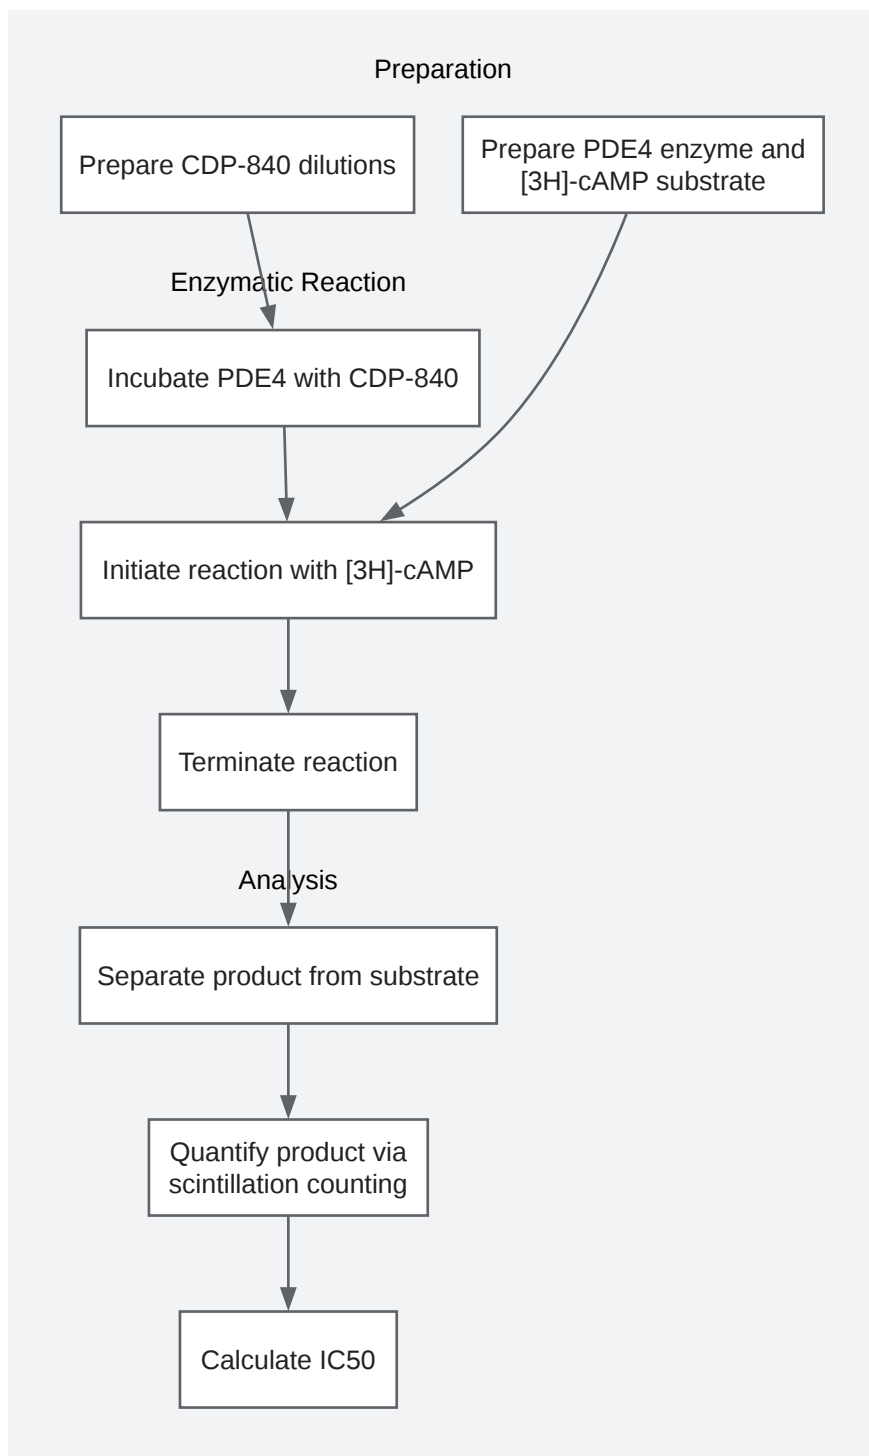 Preparation
Prepare CDP-840 dilutions
Prepare PDE4 enzyme and
[3H]-cAMP substrate
Enzymatic Reaction
Incubate PDE4 with CDP-840
Initiate reaction with [3H]-cAMP
Terminate reaction
Analysis
Separate product from substrate
Quantify product via
scintillation counting
Calculate IC50